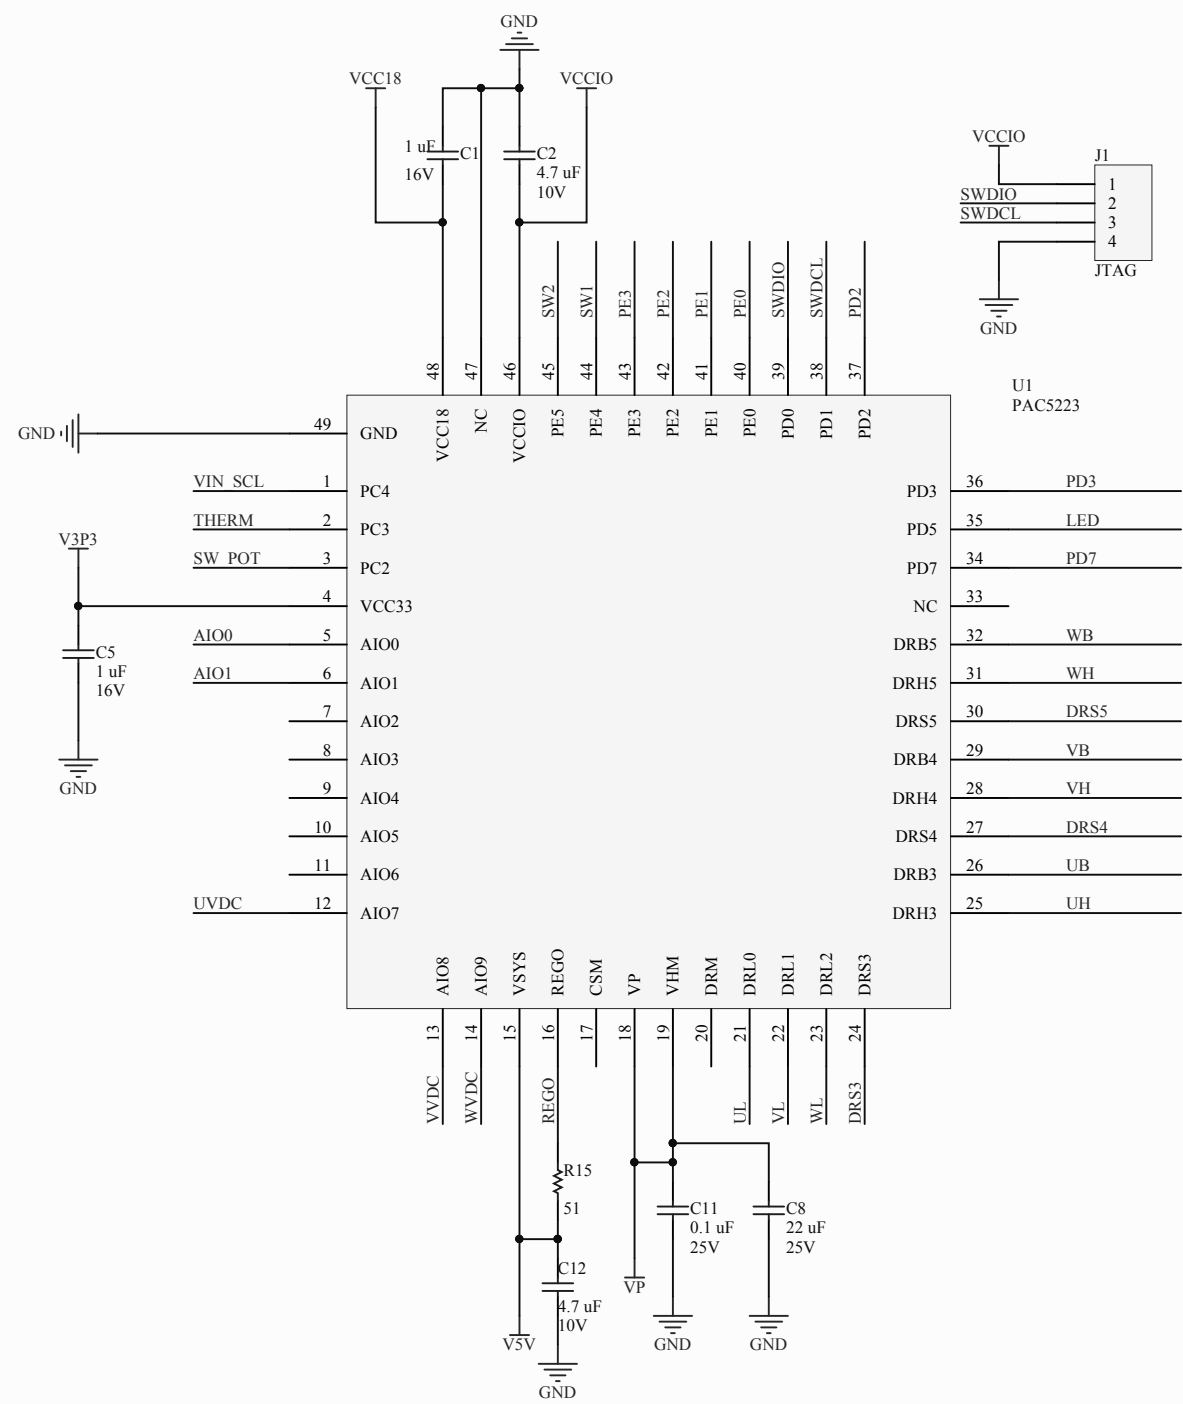 GND
VCC18
VCCIO
1 uF
C1
16V
C2
4.7 uF
10V
VCCIO
J1
1
SWDIO
2
SWDCL
3
4
JTAG
GND
SW2
SW1
PE3
PE2
PE1
PE0
SWDIO
SWDCL
PD2
48
47
46
45
44
43
42
41
40
39
38
37
U1
PAC5223
VCC18
NC
VCCIO
PE5
PE4
PE3
PE2
PE1
PE0
PD0
PD1
PD2
GND
49
GND
VIN_SCL
1
PC4
THERM
2
PC3
V3P3
SW_POT
3
PC2
4
VCC33
AIO0
5
AIO0
C5
1 uF
16V
AIO1
6
AIO1
7
AIO2
8
AIO3
GND
9
AIO4
10
AIO5
11
AIO6
UVDC
12
AIO7
PD3
36
PD3
PD5
35
LED
PD7
34
PD7
NC
33
DRB5
32
WB
DRH5
31
WH
DRS5
30
DRS5
DRB4
29
VB
DRH4
28
VH
DRS4
27
DRS4
DRB3
26
UB
DRH3
25
UH
AIO8
AIO9
VSYS
REGO
CSM
VP
VHM
DRM
DRL0
DRL1
DRL2
DRS3
13
14
15
16
17
18
19
20
21
22
23
24
VVDC
WVDC
REGO
UL
VL
WL
DRS3
R15
51
C12
4.7 uF
10V
V5V
GND
VP
C11
0.1 uF
25V
GND
C8
22 uF
25V
GND